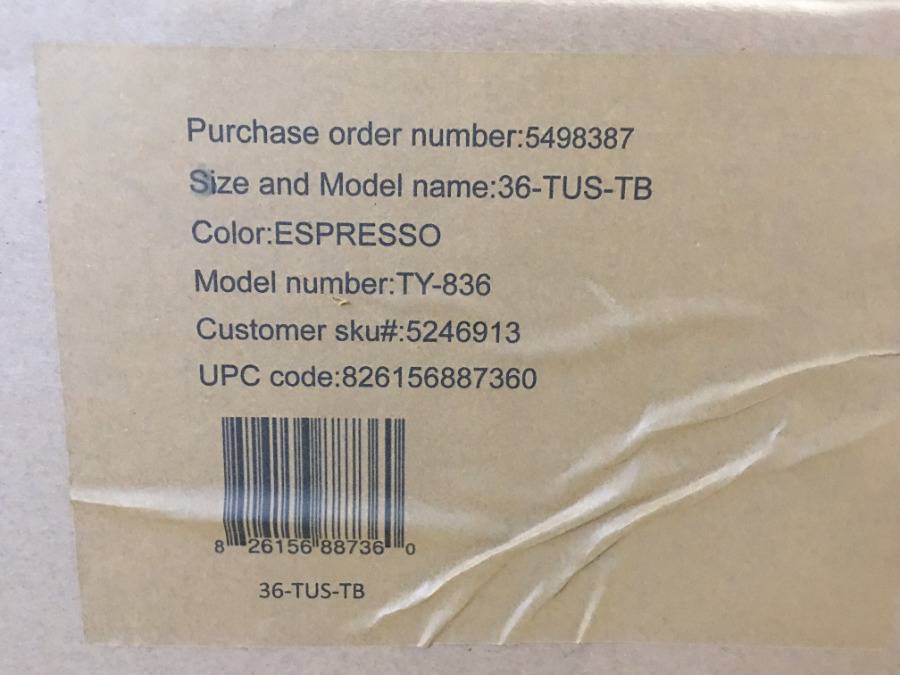 Purchase order number:5498387
Size and Model name:36-TUS-TB
Color:ESPRESSO
Model number:TY-836
Customer sku#:5246913
UPC code:826156887360
8 26156 88736 0
36-TUS-TB